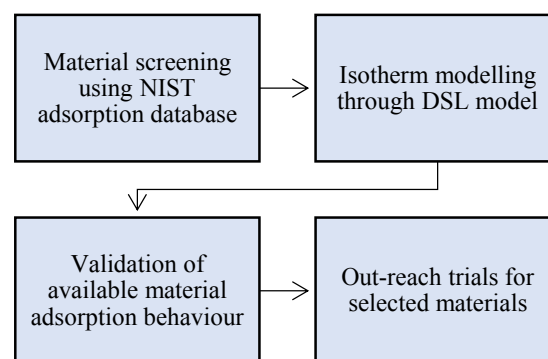 Material screening
using NIST
adsorption database
Isotherm modelling
through DSL model
Validation of
available material
adsorption behaviour
Out-reach trials for
selected materials